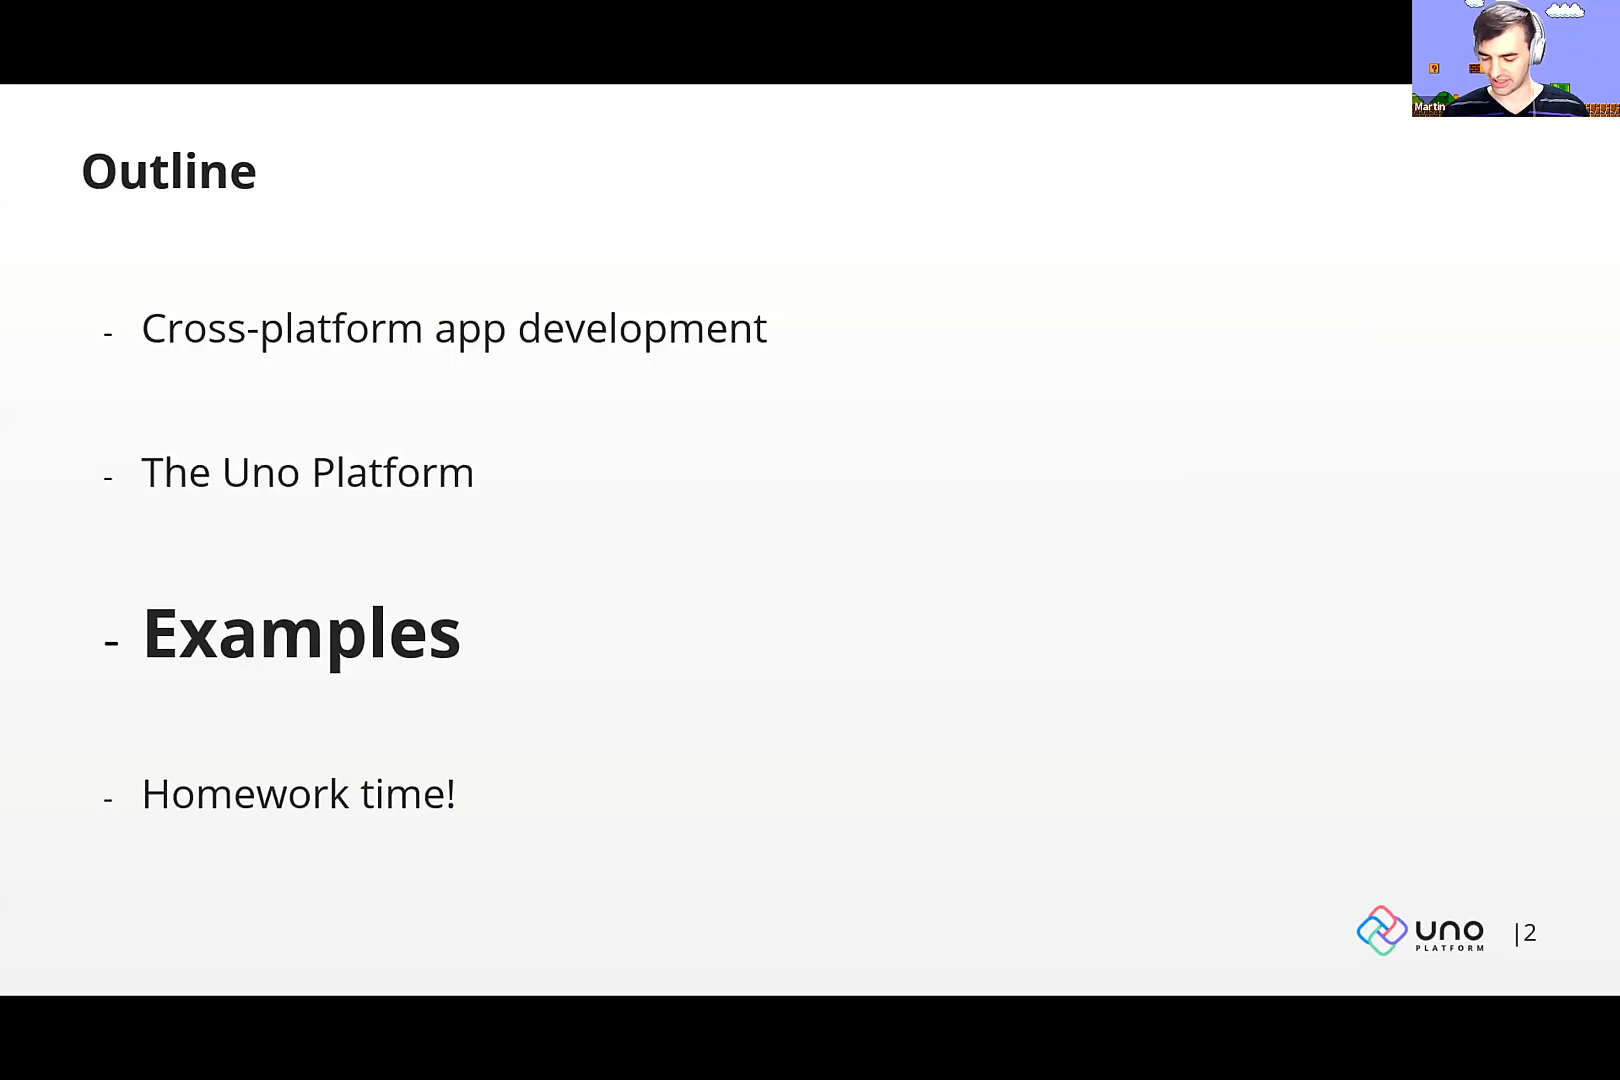 Martin
Outline
- Cross-platform app development
- The Uno Platform
- Examples
- Homework time!
uno
PLATFORM
|2